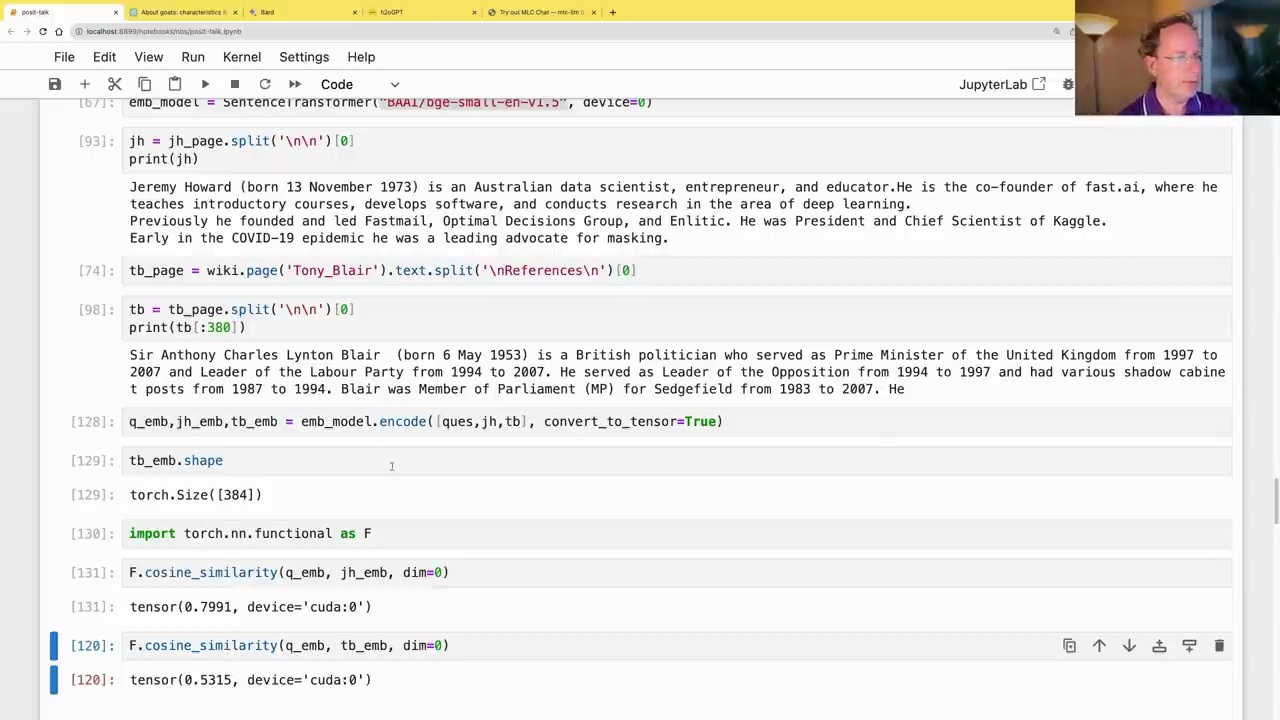 posit-talk
About goats: characteristics &
Bard
h2oGPT
Try out MLC Chat — mlc-llm 0
localhost:8899/notebooks/nbs/posit-talk.ipynb
File Edit View Run Kernel Settings Help
Code
JupyterLab
[67]: emb_model = SentenceTransformer("BAAI/bge-small-en-v1.5", device=0)
[93]: jh = jh_page.split('\n\n')[0]
print(jh)
Jeremy Howard (born 13 November 1973) is an Australian data scientist, entrepreneur, and educator.He is the co-founder of fast.ai, where he
teaches introductory courses, develops software, and conducts research in the area of deep learning.
Previously he founded and led Fastmail, Optimal Decisions Group, and Enlitic. He was President and Chief Scientist of Kaggle.
Early in the COVID-19 epidemic he was a leading advocate for masking.
[74]: tb_page = wiki.page('Tony_Blair').text.split('\nReferences\n')[0]
[98]: tb = tb_page.split('\n\n')[0]
print(tb[:380])
Sir Anthony Charles Lynton Blair  (born 6 May 1953) is a British politician who served as Prime Minister of the United Kingdom from 1997 to
2007 and Leader of the Labour Party from 1994 to 2007. He served as Leader of the Opposition from 1994 to 1997 and had various shadow cabine
t posts from 1987 to 1994. Blair was Member of Parliament (MP) for Sedgefield from 1983 to 2007. He
[128]: q_emb,jh_emb,tb_emb = emb_model.encode([ques,jh,tb], convert_to_tensor=True)
[129]: tb_emb.shape
[129]: torch.Size([384])
[130]: import torch.nn.functional as F
[131]: F.cosine_similarity(q_emb, jh_emb, dim=0)
[131]: tensor(0.7991, device='cuda:0')
[120]: F.cosine_similarity(q_emb, tb_emb, dim=0)
[120]: tensor(0.5315, device='cuda:0')